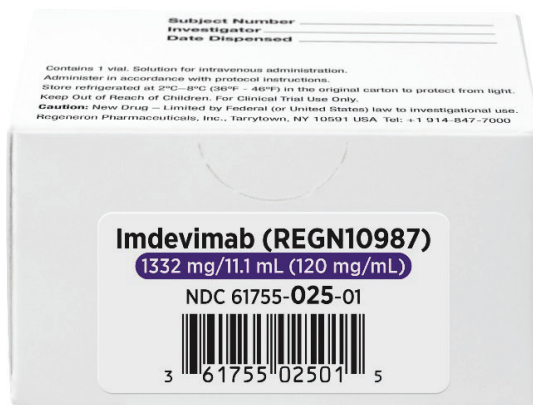 Subject Number
Investigator
Date Dispensed
Contains 1 vial. Solution for intravenous administration.
Administer in accordance with protocol instructions.
Store refrigerated at 2ºC–8ºC (36ºF - 46ºF) in the original carton to protect from light.
Keep Out of Reach of Children. For Clinical Trial Use Only.
Caution: New Drug – Limited by Federal (or United States) law to investigational use.
Regeneron Pharmaceuticals, Inc., Tarrytown, NY 10591 USA Tel: +1 914-847-7000
Imdevimab (REGN10987)
1332 mg/11.1 mL (120 mg/mL)
NDC 61755-025-01
3 61755 02501 5